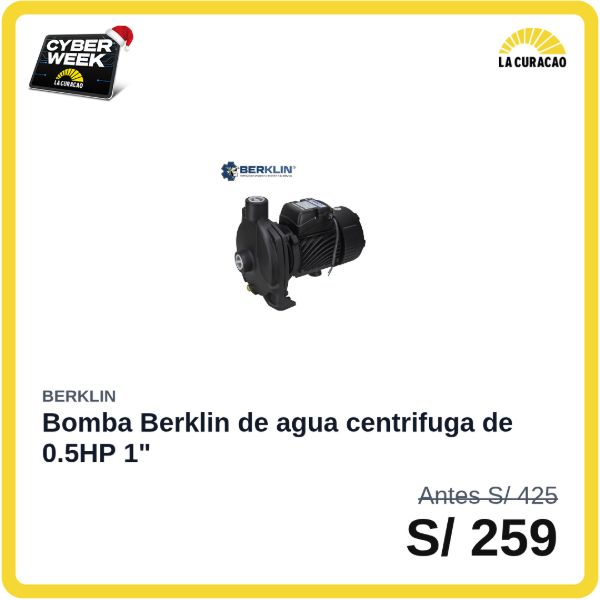 CYBER
WEEK
LA CURACAO
LA CURACAO
BERKLIN®
BERKLIN
Bomba Berklin de agua centrifuga de
0.5HP 1"
Antes S/ 425
S/ 259